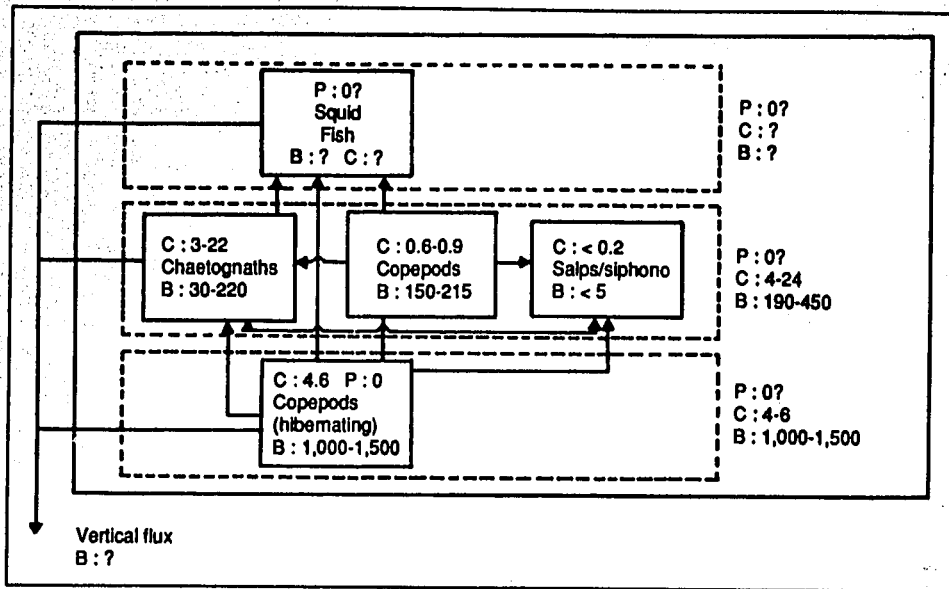 P : 0?
Squid
Fish
B : ? C : ?
P : 0?
C : ?
B : ?
C : 3-22
Chaetognaths
B : 30-220
C : 0.6-0.9
Copepods
B : 150-215
C : < 0.2
Salps/siphono
B : < 5
P : 0?
C : 4-24
B : 190-450
C : 4.6 P : 0
Copepods
(hibernating)
B : 1,000-1,500
P : 0?
C : 4-6
B : 1,000-1,500
Vertical flux
B : ?